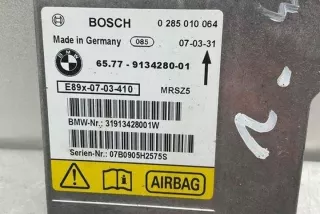 BOSCH 0 285 010 064
Made in Germany 085 07-03-31
BMW
65.77 - 9134280-01
E89x-07-03-410 MRSZ5
BMW-Nr.: 31913428001W
Serien-Nr.: 07B0905H2575S
AIRBAG